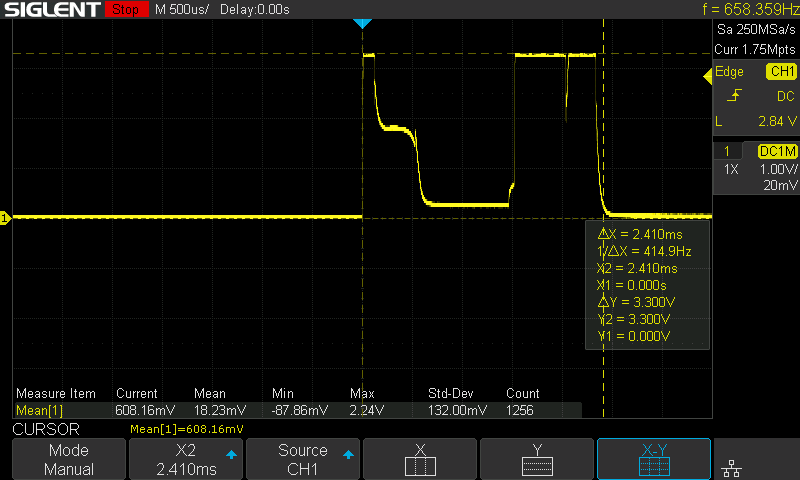 SIGLENT Stop M 500us/ Delay:0.00s f = 658.359Hz
Sa 250MSa/s
Curr 1.75Mpts
Edge CH1
DC
L 2.84 V
1 DC1M
1X 1.00V/
20mV
1
ΔX = 2.410ms
1/ΔX = 414.9Hz
X2 = 2.410ms
X1 = 0.000s
ΔY = 3.300V
Y2 = 3.300V
Y1 = 0.000V
Measure Item Current Mean Min Max Std-Dev Count
Mean[1] 608.16mV 18.23mV -87.86mV 2.24V 132.00mV 1256
CURSOR Mean[1]=608.16mV
Mode X2 Source X Y X-Y
Manual 2.410ms CH1